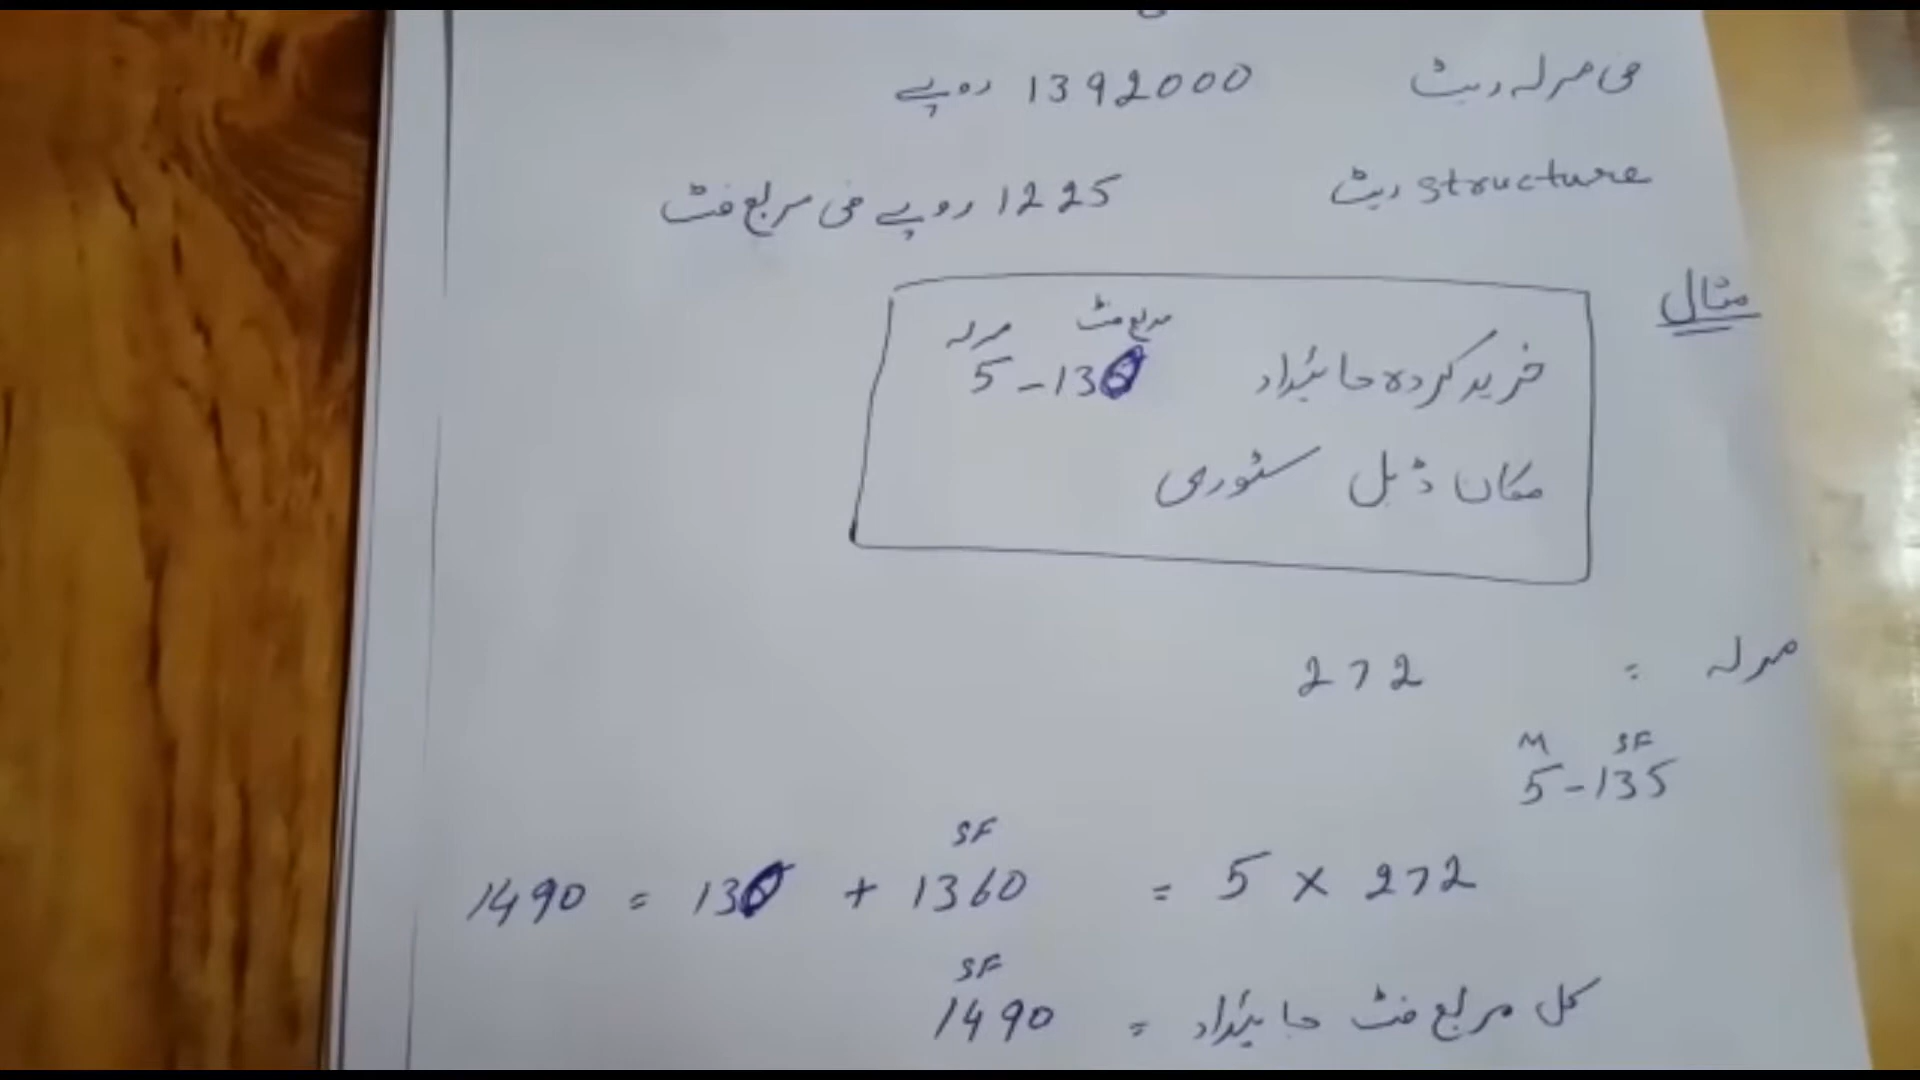 فی مرلہ ریٹ 1392000 روپے
structure ریٹ 1225 روپے فی مربع فٹ
مثال
مرلہ مربع فٹ
خرید کردہ جائیداد 5-130
مکان ڈبل سٹوری
مرلہ = 272
M SF
5-135
SF
1490 = 130 + 1360 = 5 × 272
SF
کل مربع فٹ جائیداد = 1490